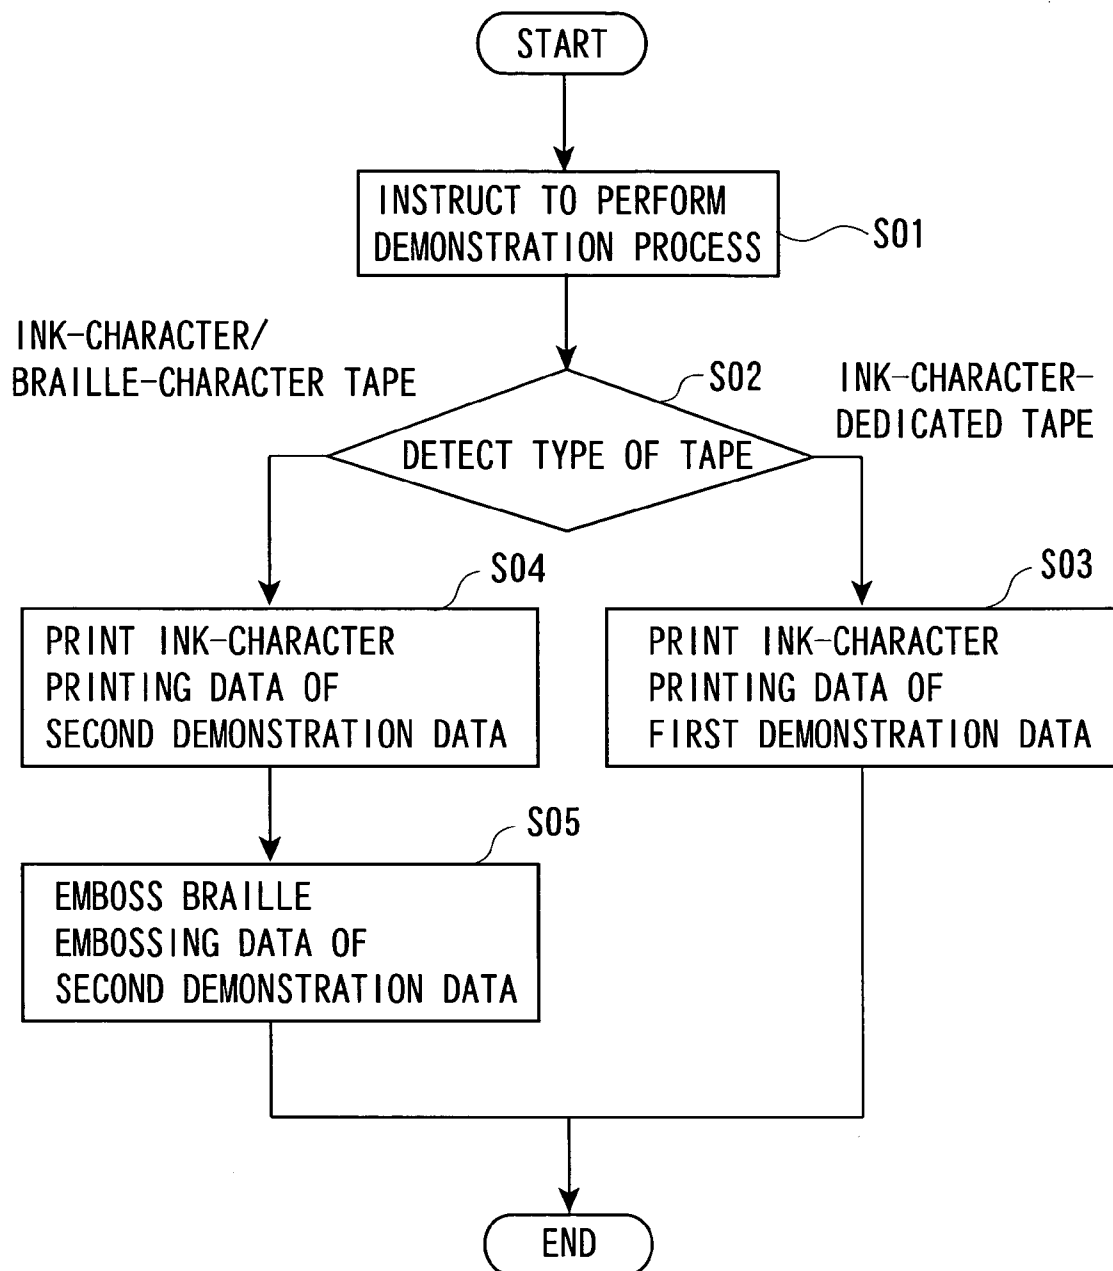 START
INSTRUCT TO PERFORM
DEMONSTRATION PROCESS
S01
INK-CHARACTER/
BRAILLE-CHARACTER TAPE
S02
INK-CHARACTER-
DEDICATED TAPE
DETECT TYPE OF TAPE
S04
PRINT INK-CHARACTER
PRINTING DATA OF
SECOND DEMONSTRATION DATA
S03
PRINT INK-CHARACTER
PRINTING DATA OF
FIRST DEMONSTRATION DATA
S05
EMBOSS BRAILLE
EMBOSSING DATA OF
SECOND DEMONSTRATION DATA
END